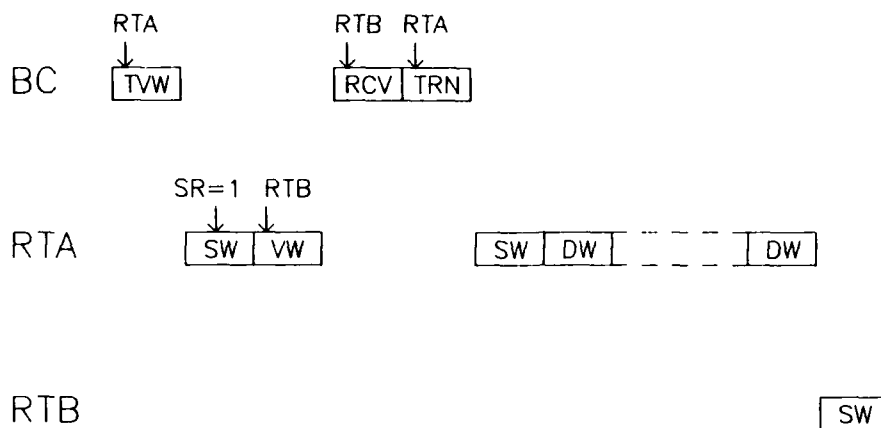 RTA RTB RTA
BC TVW RCV TRN
SR=1 RTB
RTA SW VW SW DW DW
RTB SW